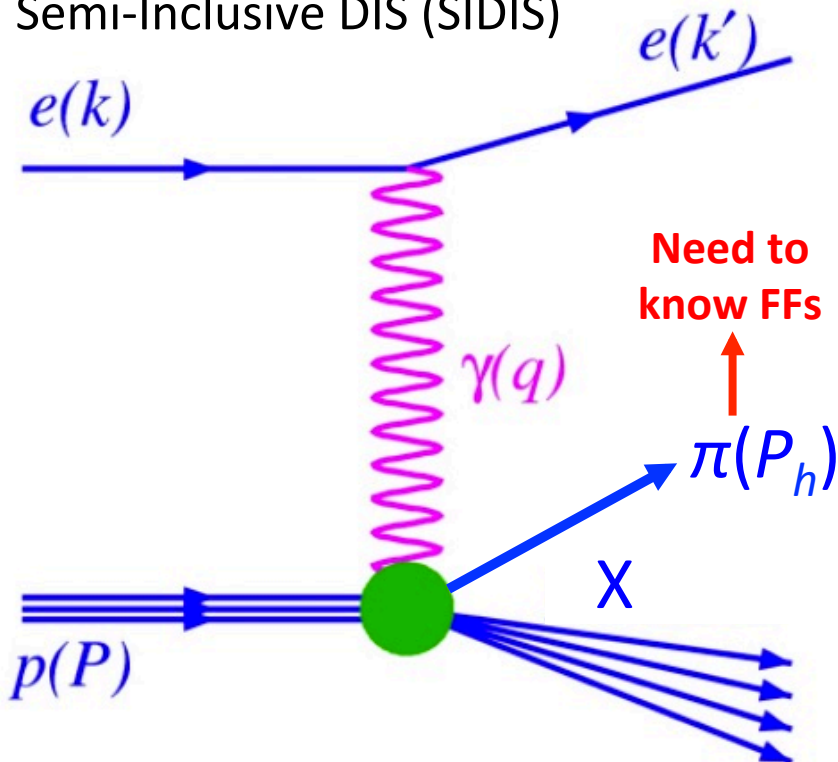 Semi-Inclusive DIS (SIDIS)
e(k′)
e(k)
Need to
know FFs
γ(q)
π(Pₕ)
X
p(P)